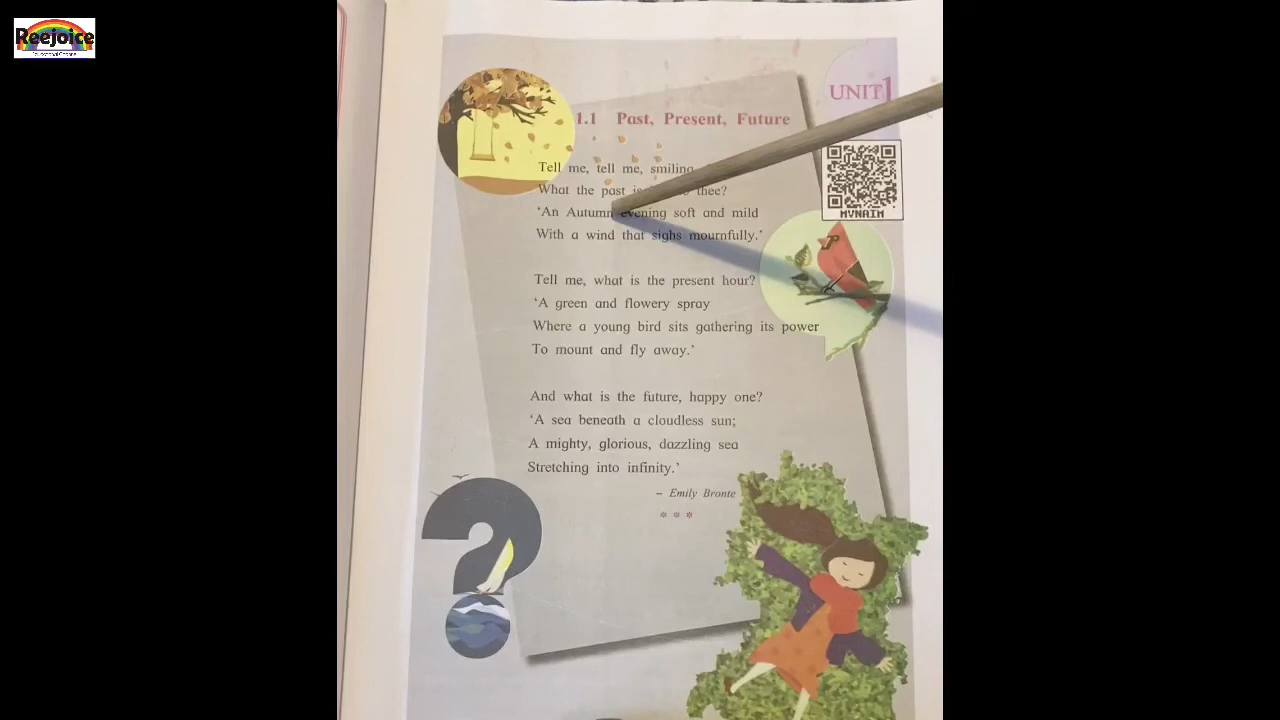 Reejoice
UNIT 1
1.1 Past, Present, Future
Tell me, tell me, smiling
What the past is thee?
‘An Autumn evening soft and mild
With a wind that sighs mournfully.’
Tell me, what is the present hour?
‘A green and flowery spray
Where a young bird sits gathering its power
To mount and fly away.’
And what is the future, happy one?
‘A sea beneath a cloudless sun;
A mighty, glorious, dazzling sea
Stretching into infinity.’
– Emily Bronte
* * *
MVNAIM